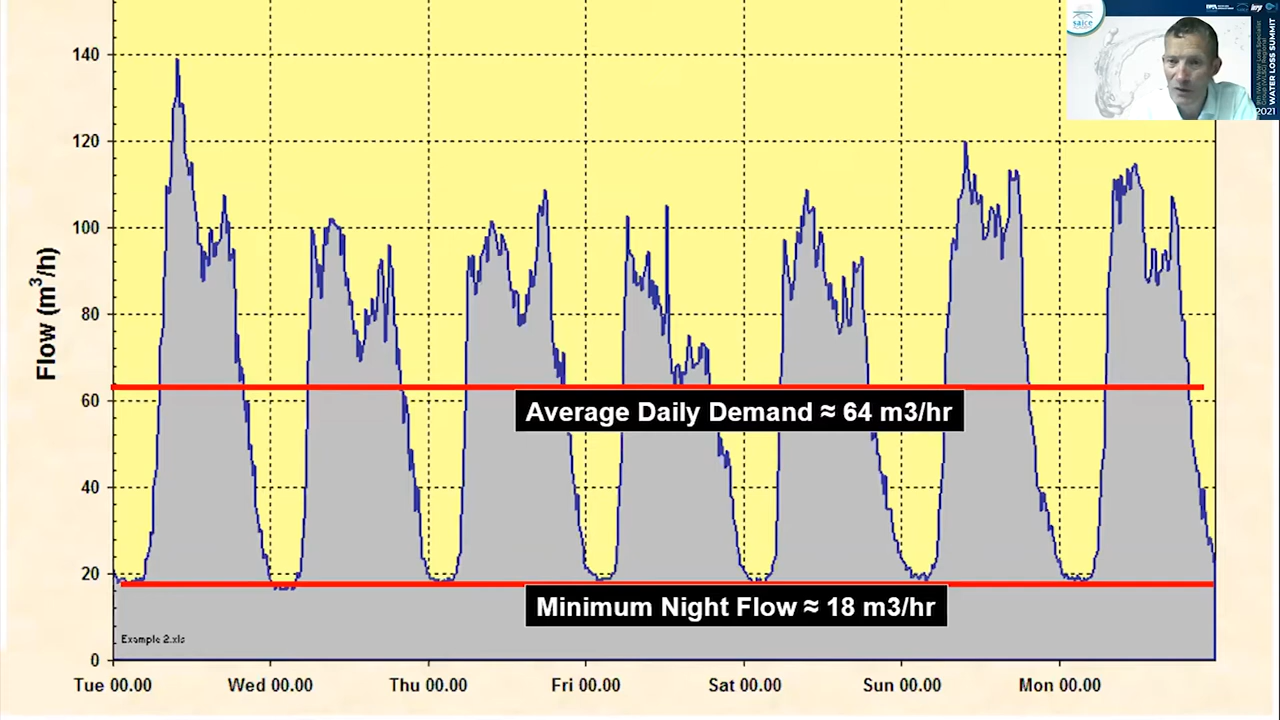 140
120
100
80
60
40
20
0
Flow (m³/h)
Average Daily Demand ≈ 64 m3/hr
Minimum Night Flow ≈ 18 m3/hr
Example 2.xls
Tue 00.00
Wed 00.00
Thu 00.00
Fri 00.00
Sat 00.00
Sun 00.00
Mon 00.00
saice
WATER LOSS SUMMIT
2021